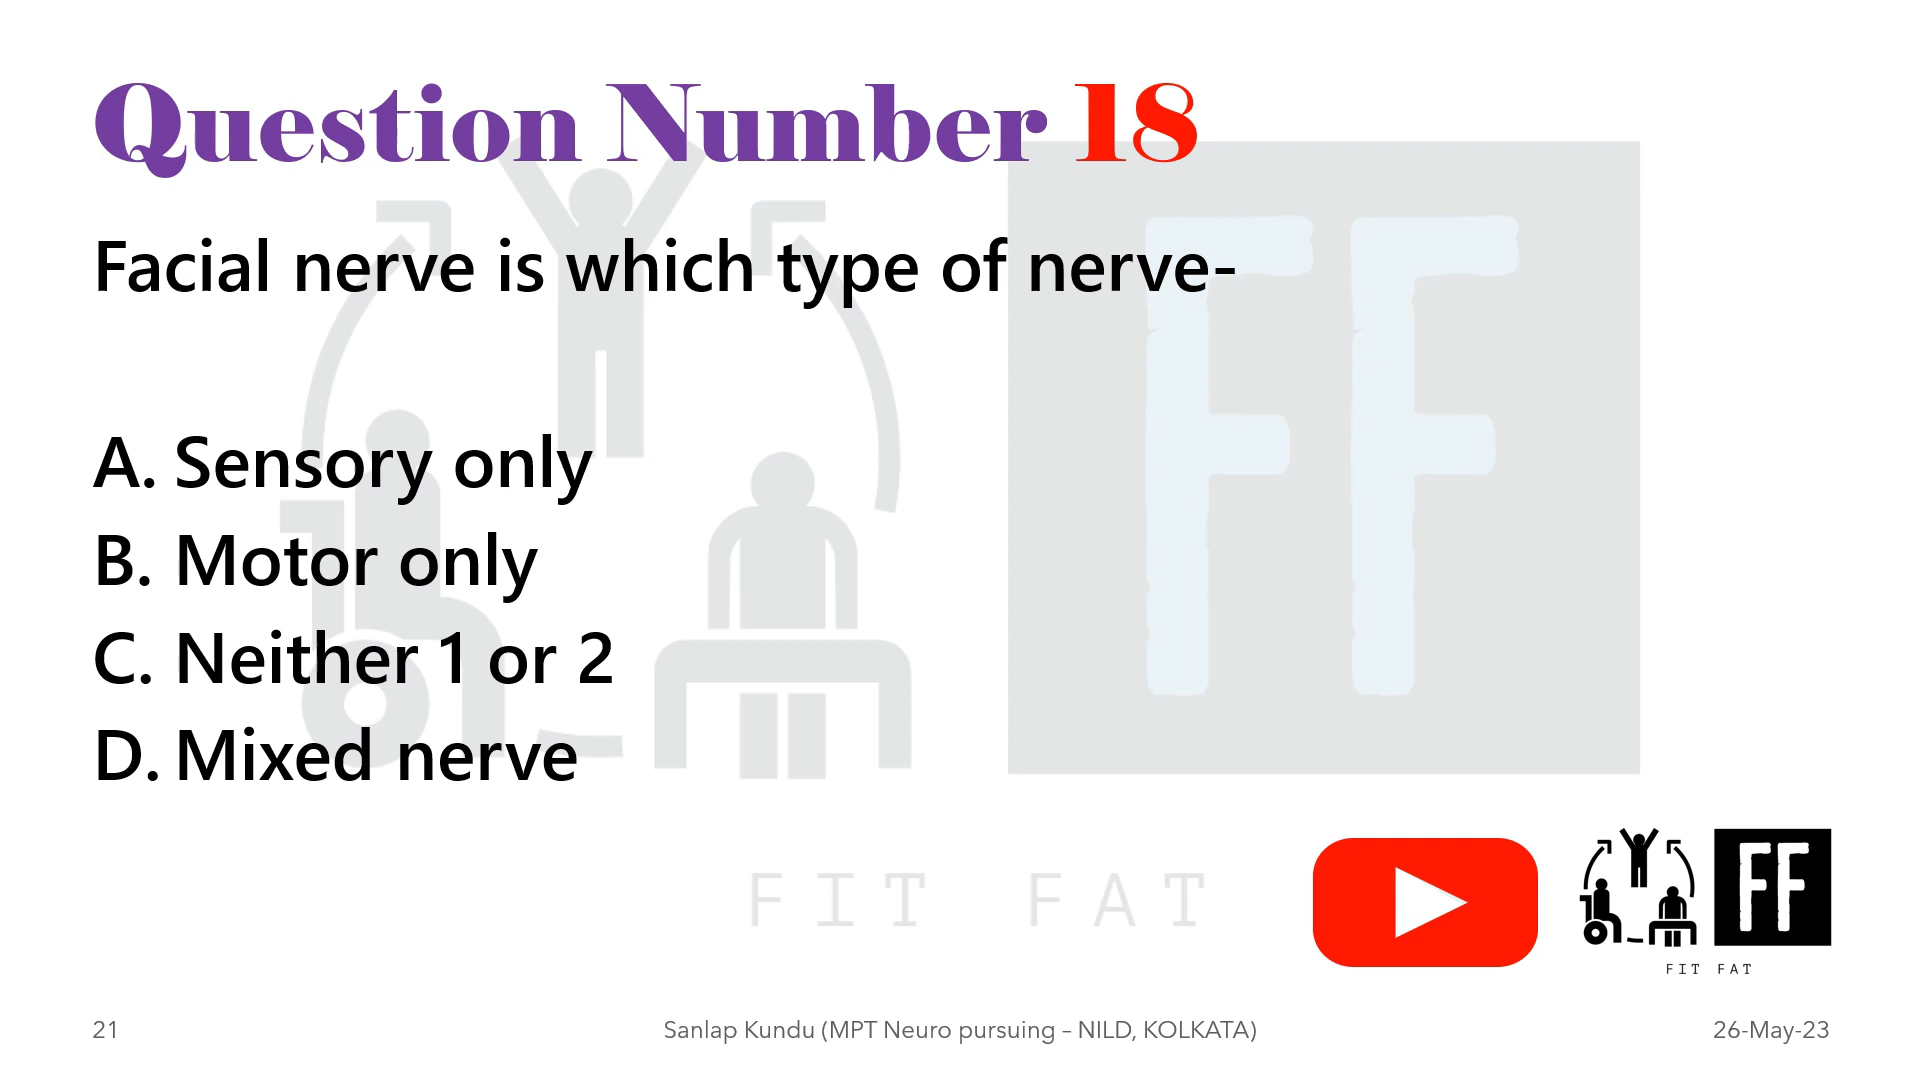 Question Number 18
Facial nerve is which type of nerve-
A. Sensory only
B. Motor only
C. Neither 1 or 2
D. Mixed nerve
FF
FIT FAT
FF
FIT FAT
21
Sanlap Kundu (MPT Neuro pursuing – NILD, KOLKATA)
26-May-23